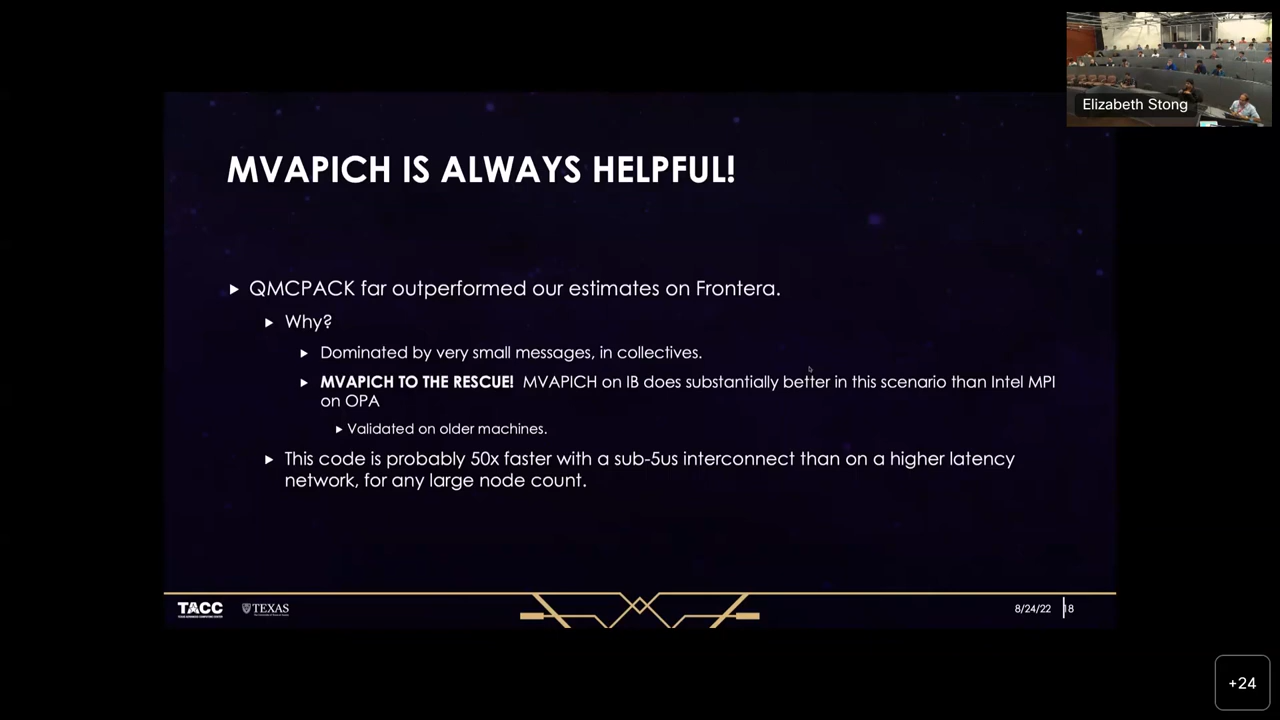 Elizabeth Stong
MVAPICH IS ALWAYS HELPFUL!
QMCPACK far outperformed our estimates on Frontera.
Why?
Dominated by very small messages, in collectives.
MVAPICH TO THE RESCUE! MVAPICH on IB does substantially better in this scenario than Intel MPI
on OPA
Validated on older machines.
This code is probably 50x faster with a sub-5us interconnect than on a higher latency
network, for any large node count.
TACC
TEXAS
8/24/22
18
+24